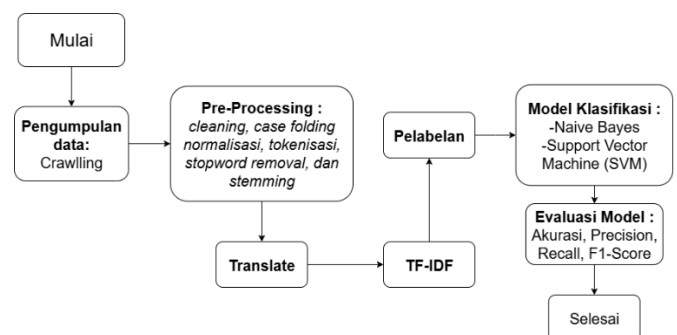 Mulai
Pengumpulan
data:
Crawlling
Pre-Processing :
cleaning, case folding
normalisasi, tokenisasi,
stopword removal, dan
stemming
Translate
TF-IDF
Pelabelan
Model Klasifikasi :
-Naive Bayes
-Support Vector
Machine (SVM)
Evaluasi Model :
Akurasi, Precision,
Recall, F1-Score
Selesai